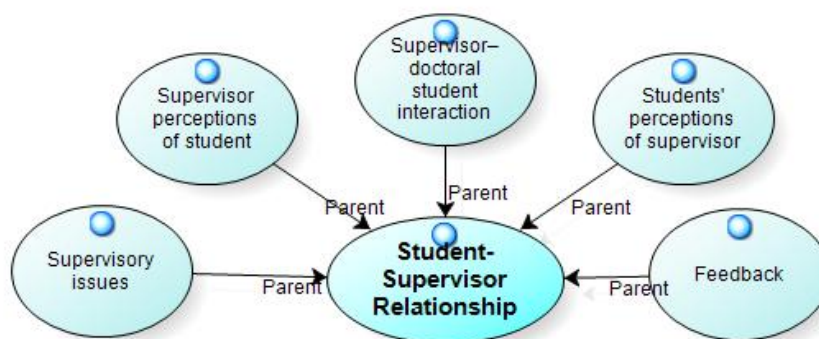 Supervisor–
doctoral
student
interaction
Supervisor
perceptions
of student
Students'
perceptions
of supervisor
Parent
Parent
Parent
Supervisory
issues
Student-
Supervisor
Relationship
Feedback
Parent
Parent